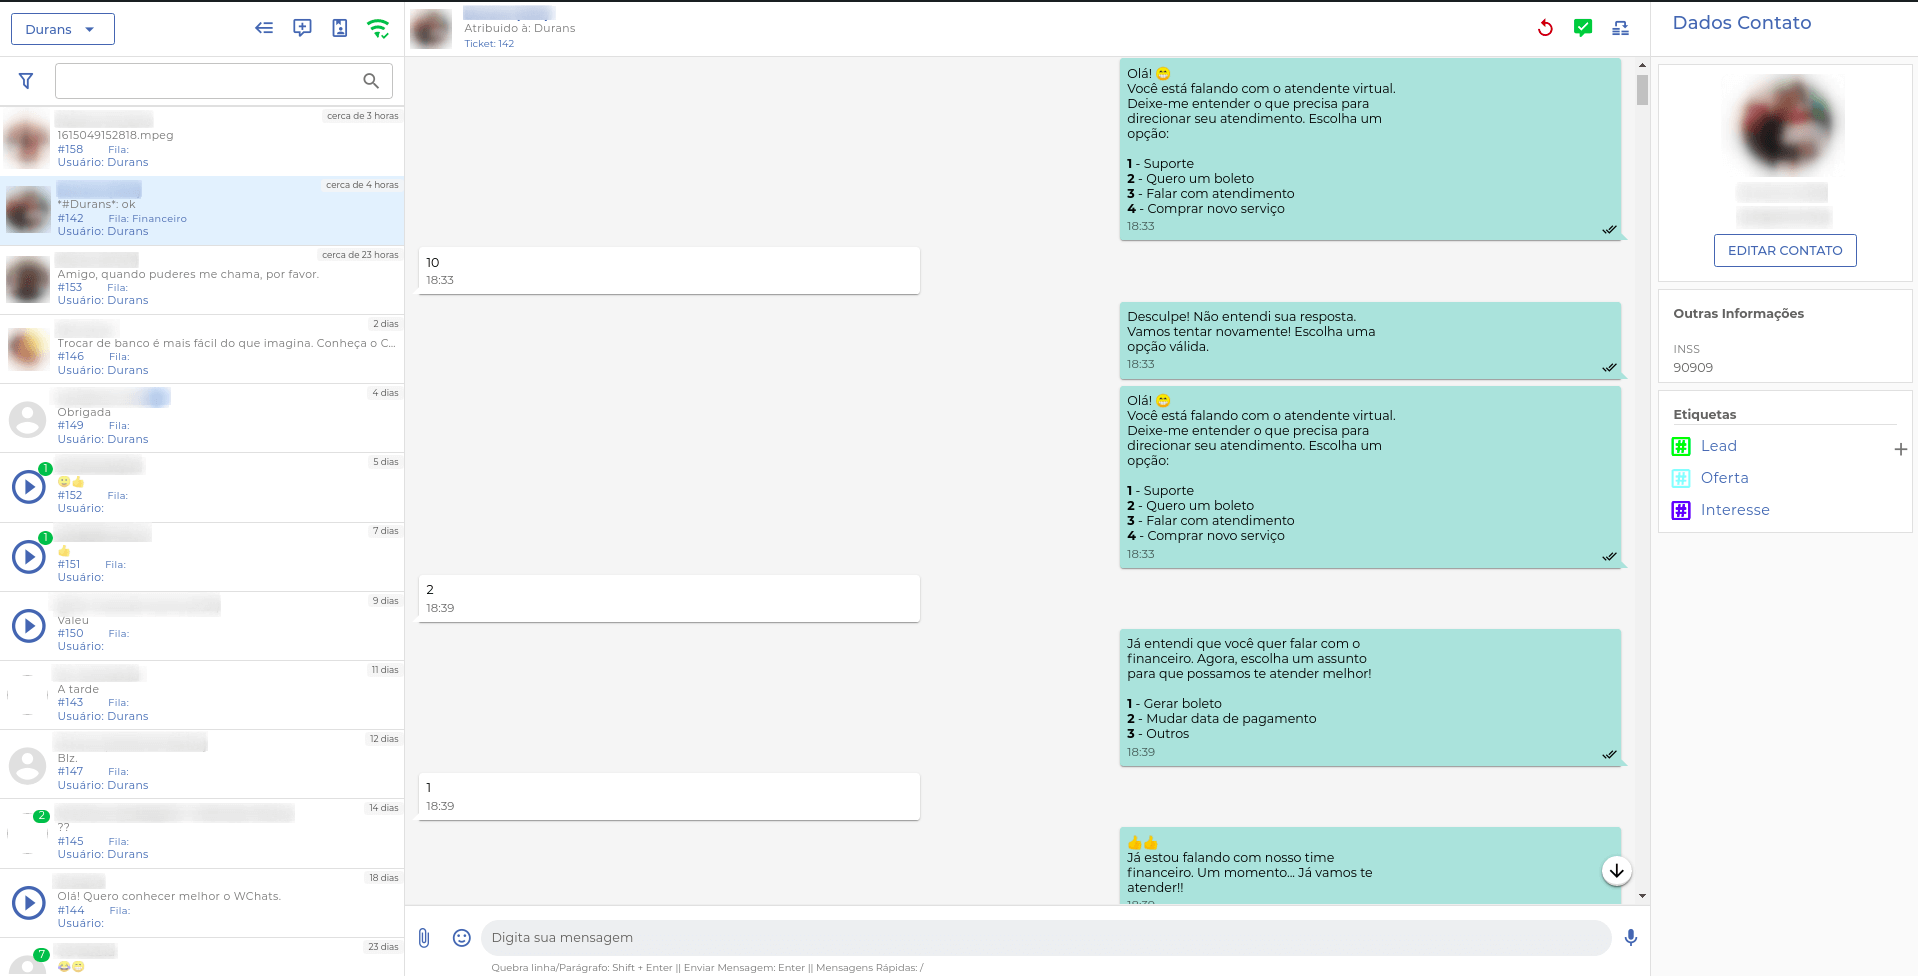 Durans
cerca de 3 horas
1615049152818.mpeg
#158 Fila:
Usuário: Durans
cerca de 4 horas
*#Durans*: ok
#142 Fila: Financeiro
Usuário: Durans
cerca de 23 horas
Amigo, quando puderes me chama, por favor.
#153 Fila:
Usuário: Durans
2 dias
Trocar de banco é mais fácil do que imagina. Conheça o C...
#146 Fila:
Usuário: Durans
4 dias
Obrigada
#149 Fila:
Usuário: Durans
5 dias
1
#152 Fila:
Usuário:
7 dias
1
#151 Fila:
Usuário:
9 dias
Valeu
#150 Fila:
Usuário:
11 dias
A tarde
#143 Fila:
Usuário: Durans
12 dias
Blz.
#147 Fila:
Usuário: Durans
14 dias
2
??
#145 Fila:
Usuário: Durans
18 dias
Olá! Quero conhecer melhor o WChats.
#144 Fila:
Usuário:
23 dias
7
Atribuido à: Durans
Ticket: 142
Olá! 😁
Você está falando com o atendente virtual.
Deixe-me entender o que precisa para
direcionar seu atendimento. Escolha um
opção:
1 - Suporte
2 - Quero um boleto
3 - Falar com atendimento
4 - Comprar novo serviço
18:33
10
18:33
Desculpe! Não entendi sua resposta.
Vamos tentar novamente! Escolha uma
opção válida.
18:33
Olá! 😁
Você está falando com o atendente virtual.
Deixe-me entender o que precisa para
direcionar seu atendimento. Escolha um
opção:
1 - Suporte
2 - Quero um boleto
3 - Falar com atendimento
4 - Comprar novo serviço
18:33
2
18:39
Já entendi que você quer falar com o
financeiro. Agora, escolha um assunto
para que possamos te atender melhor!
1 - Gerar boleto
2 - Mudar data de pagamento
3 - Outros
18:39
1
18:39
👍👍
Já estou falando com nosso time
financeiro. Um momento... Já vamos te
atender!!
18:39
Digita sua mensagem
Quebra linha/Parágrafo: Shift + Enter || Enviar Mensagem: Enter || Mensagens Rápidas: /
Dados Contato
EDITAR CONTATO
Outras Informações
INSS
90909
Etiquetas
# Lead
# Oferta
# Interesse